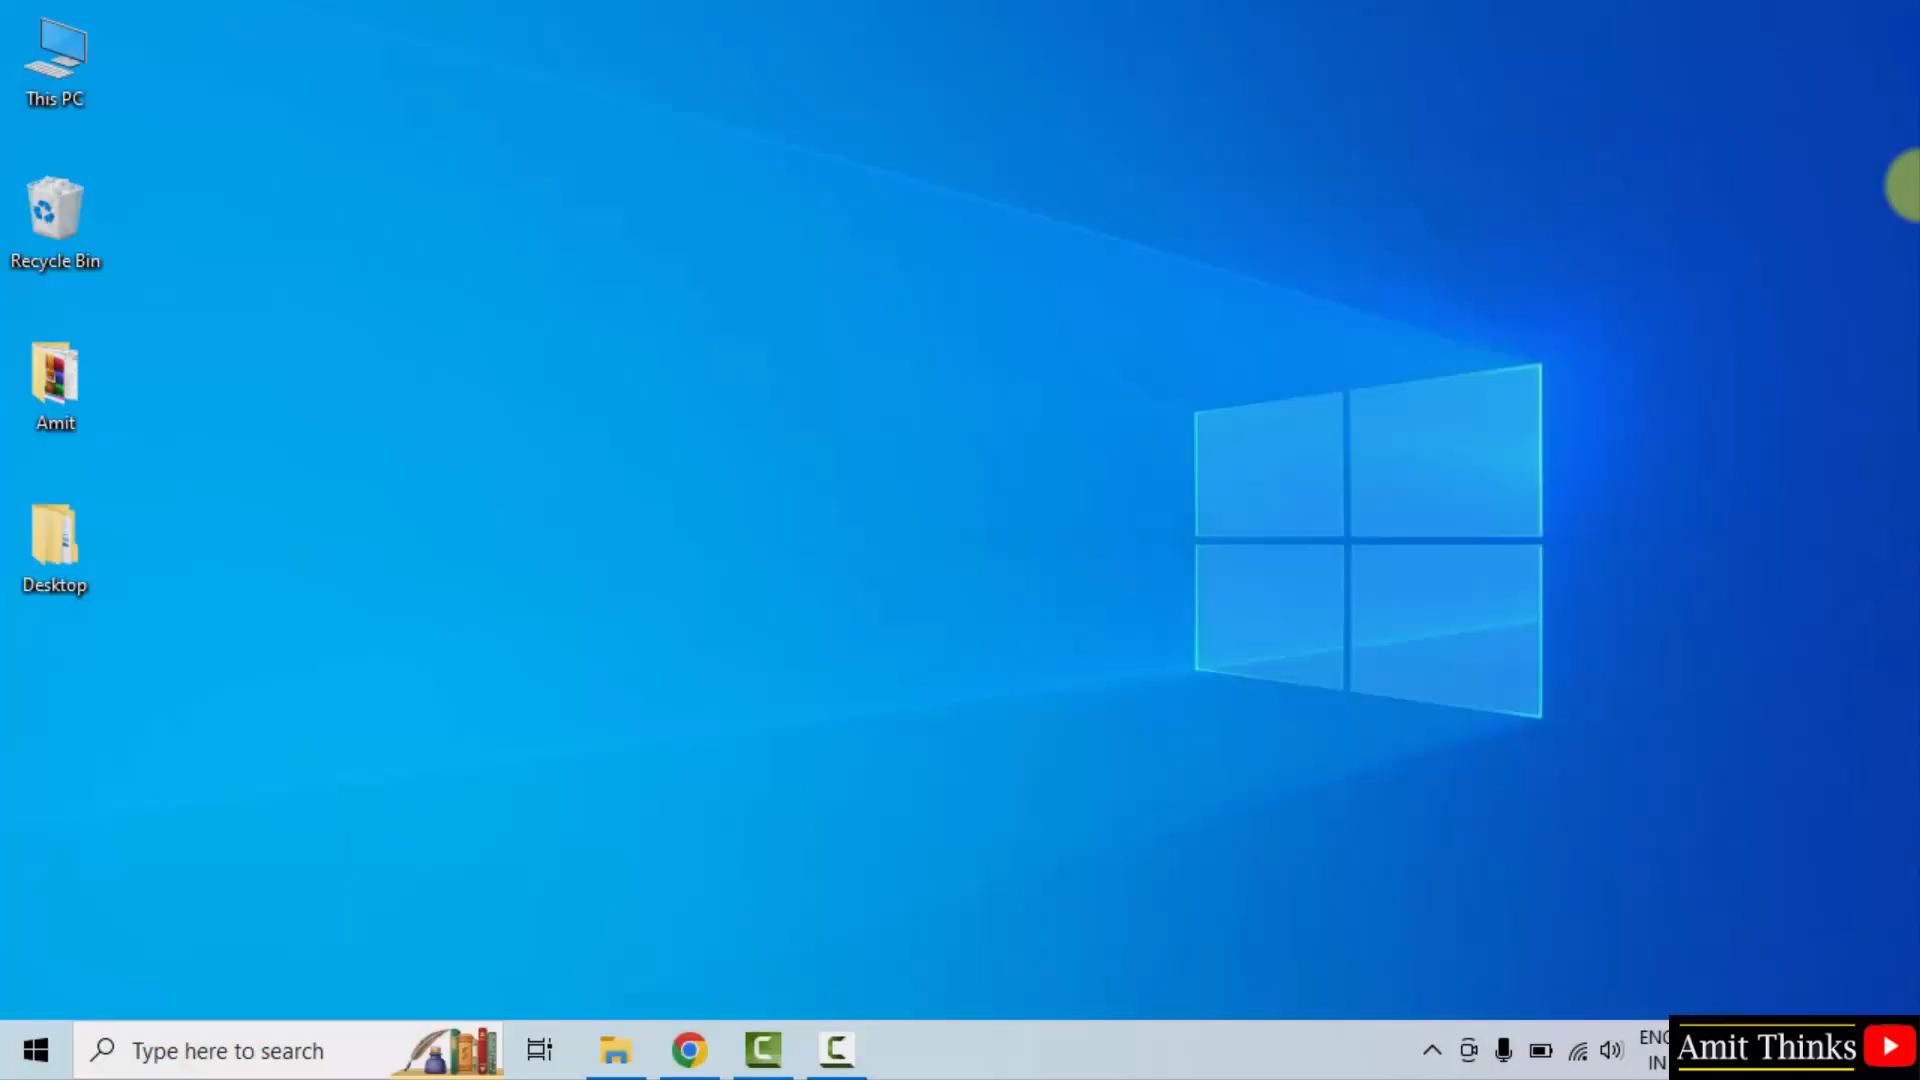 This PC
Recycle Bin
Amit
Desktop
Type here to search
ENG
IN
Amit Thinks